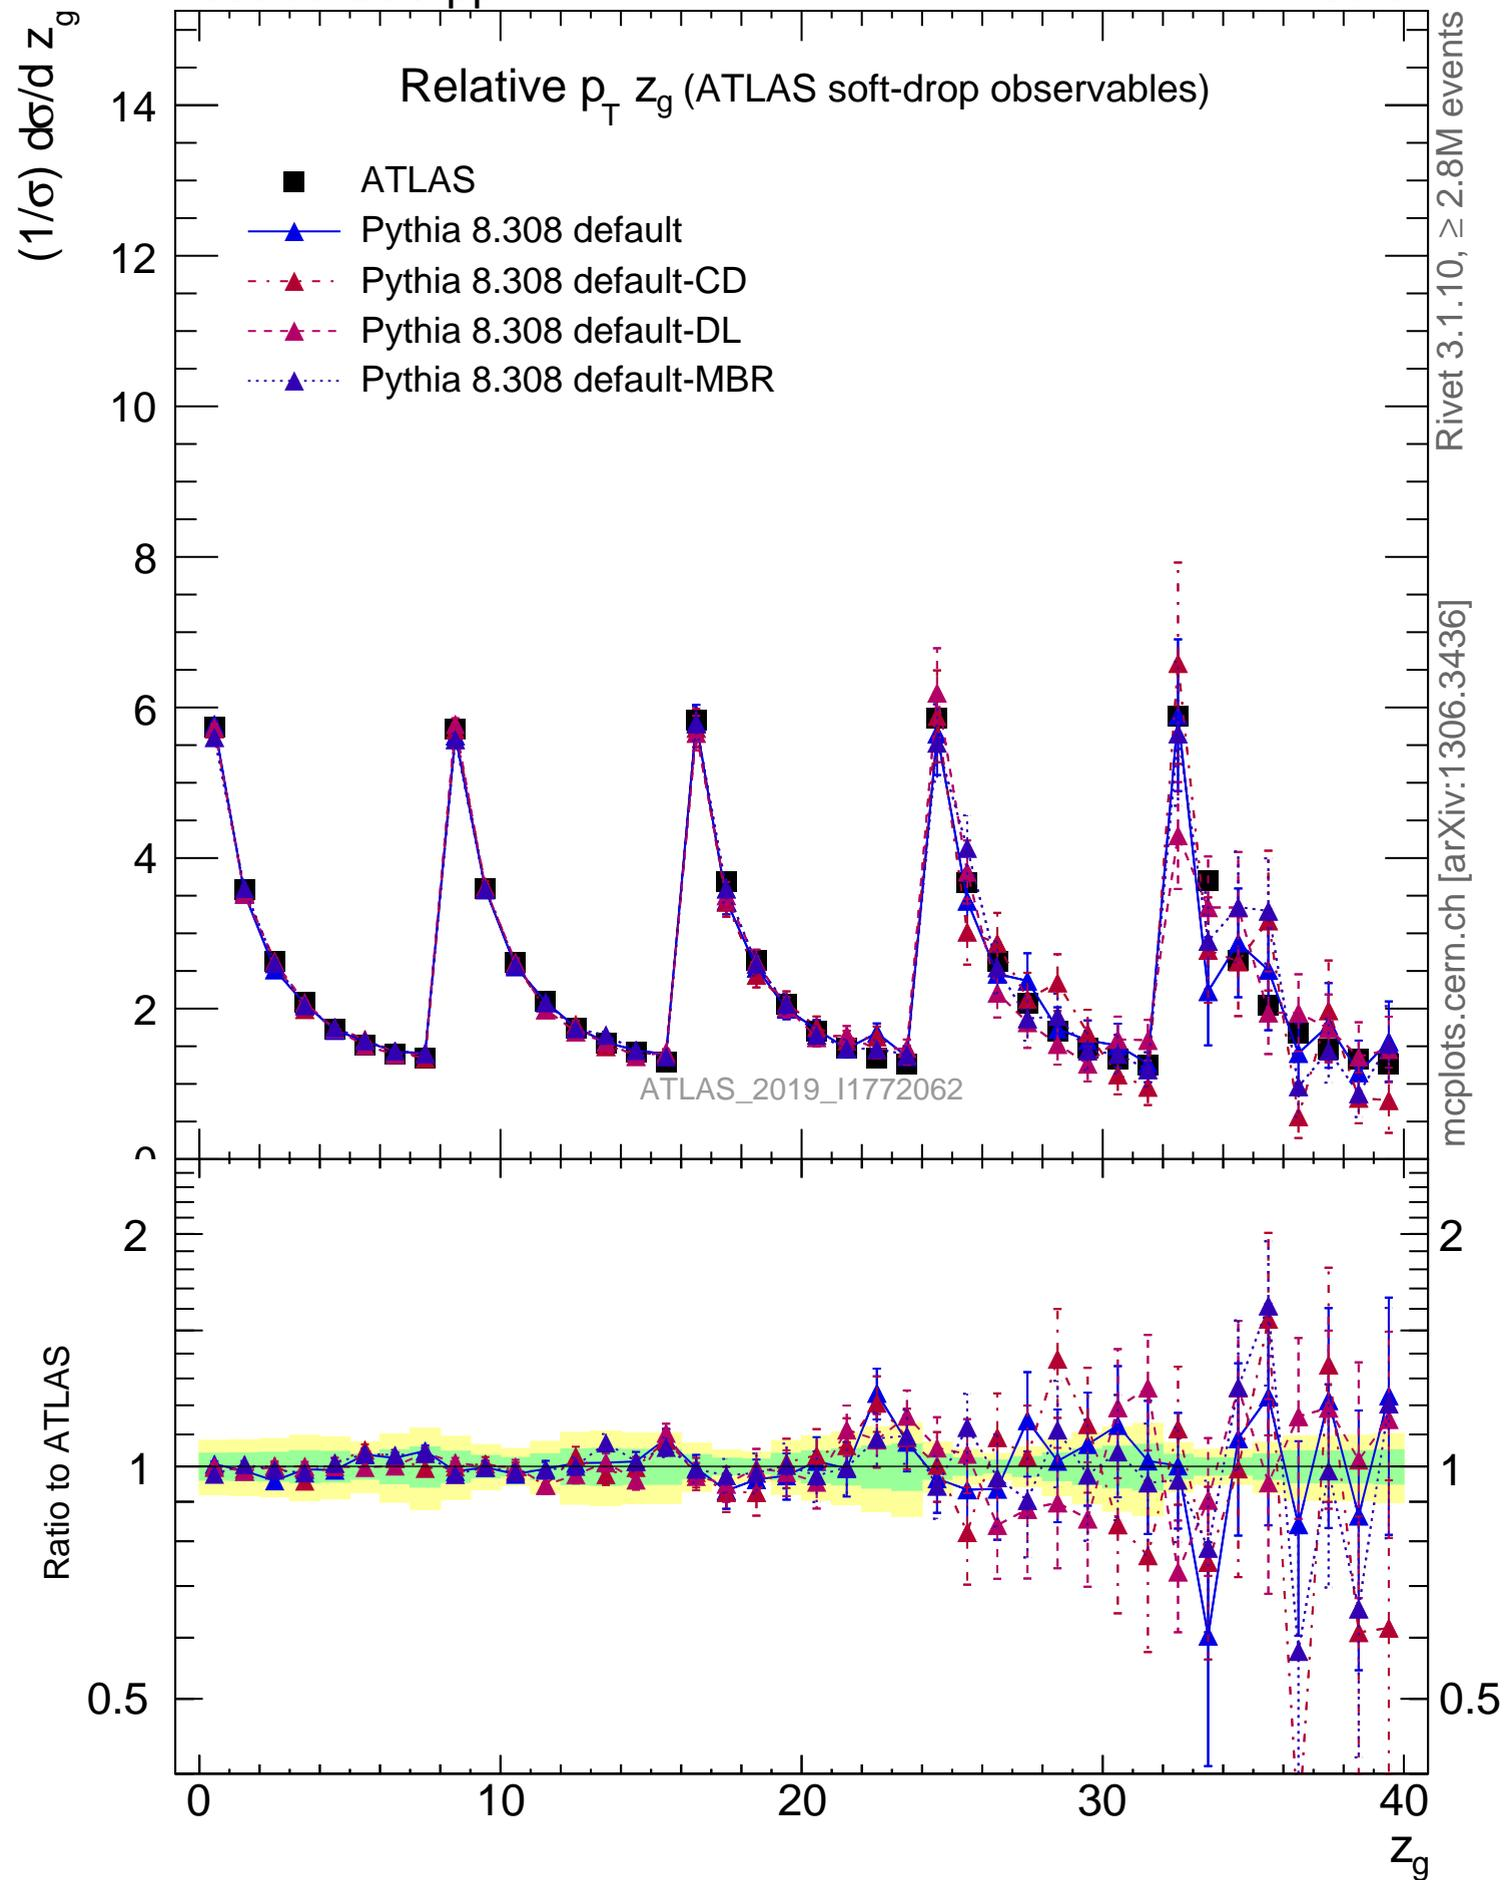 (1/σ) dσ/d z_g
Relative p_T z_g (ATLAS soft-drop observables)
ATLAS
Pythia 8.308 default
Pythia 8.308 default-CD
Pythia 8.308 default-DL
Pythia 8.308 default-MBR
14
12
10
8
6
4
2
0
ATLAS_2019_I1772062
Rivet 3.1.10, ≥ 2.8M events
mcplots.cern.ch [arXiv:1306.3436]
Ratio to ATLAS
2
1
0.5
2
1
0.5
0 10 20 30 40
z_g